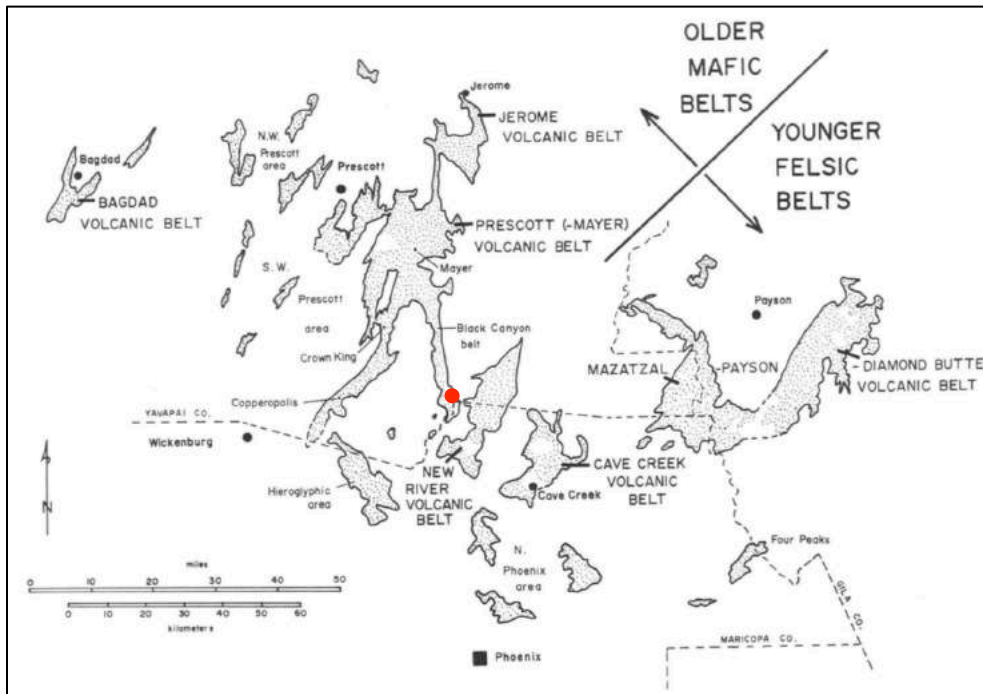 OLDER
MAFIC
BELTS
YOUNGER
FELSIC
BELTS
Jerome
JEROME
VOLCANIC BELT
N.W.
Prescott
area
Prescott
Bagdad
BAGDAD
VOLCANIC BELT
PRESCOTT (-MAYER)
VOLCANIC BELT
Mayer
S.W.
Prescott
area
Black Canyon
belt
Crown King
Copperopolis
Payson
MAZATZAL
-PAYSON
- DIAMOND BUTTE
VOLCANIC BELT
YAVAPAI CO.
Wickenburg
Hieroglyphic
area
NEW
RIVER
VOLCANIC
BELT
CAVE CREEK
VOLCANIC
BELT
Cave Creek
N.
Phoenix
area
Four Peaks
N
miles
0 10 20 30 40 50
0 10 20 30 40 50 60
kilometers
Phoenix
GILA CO.
MARICOPA CO.